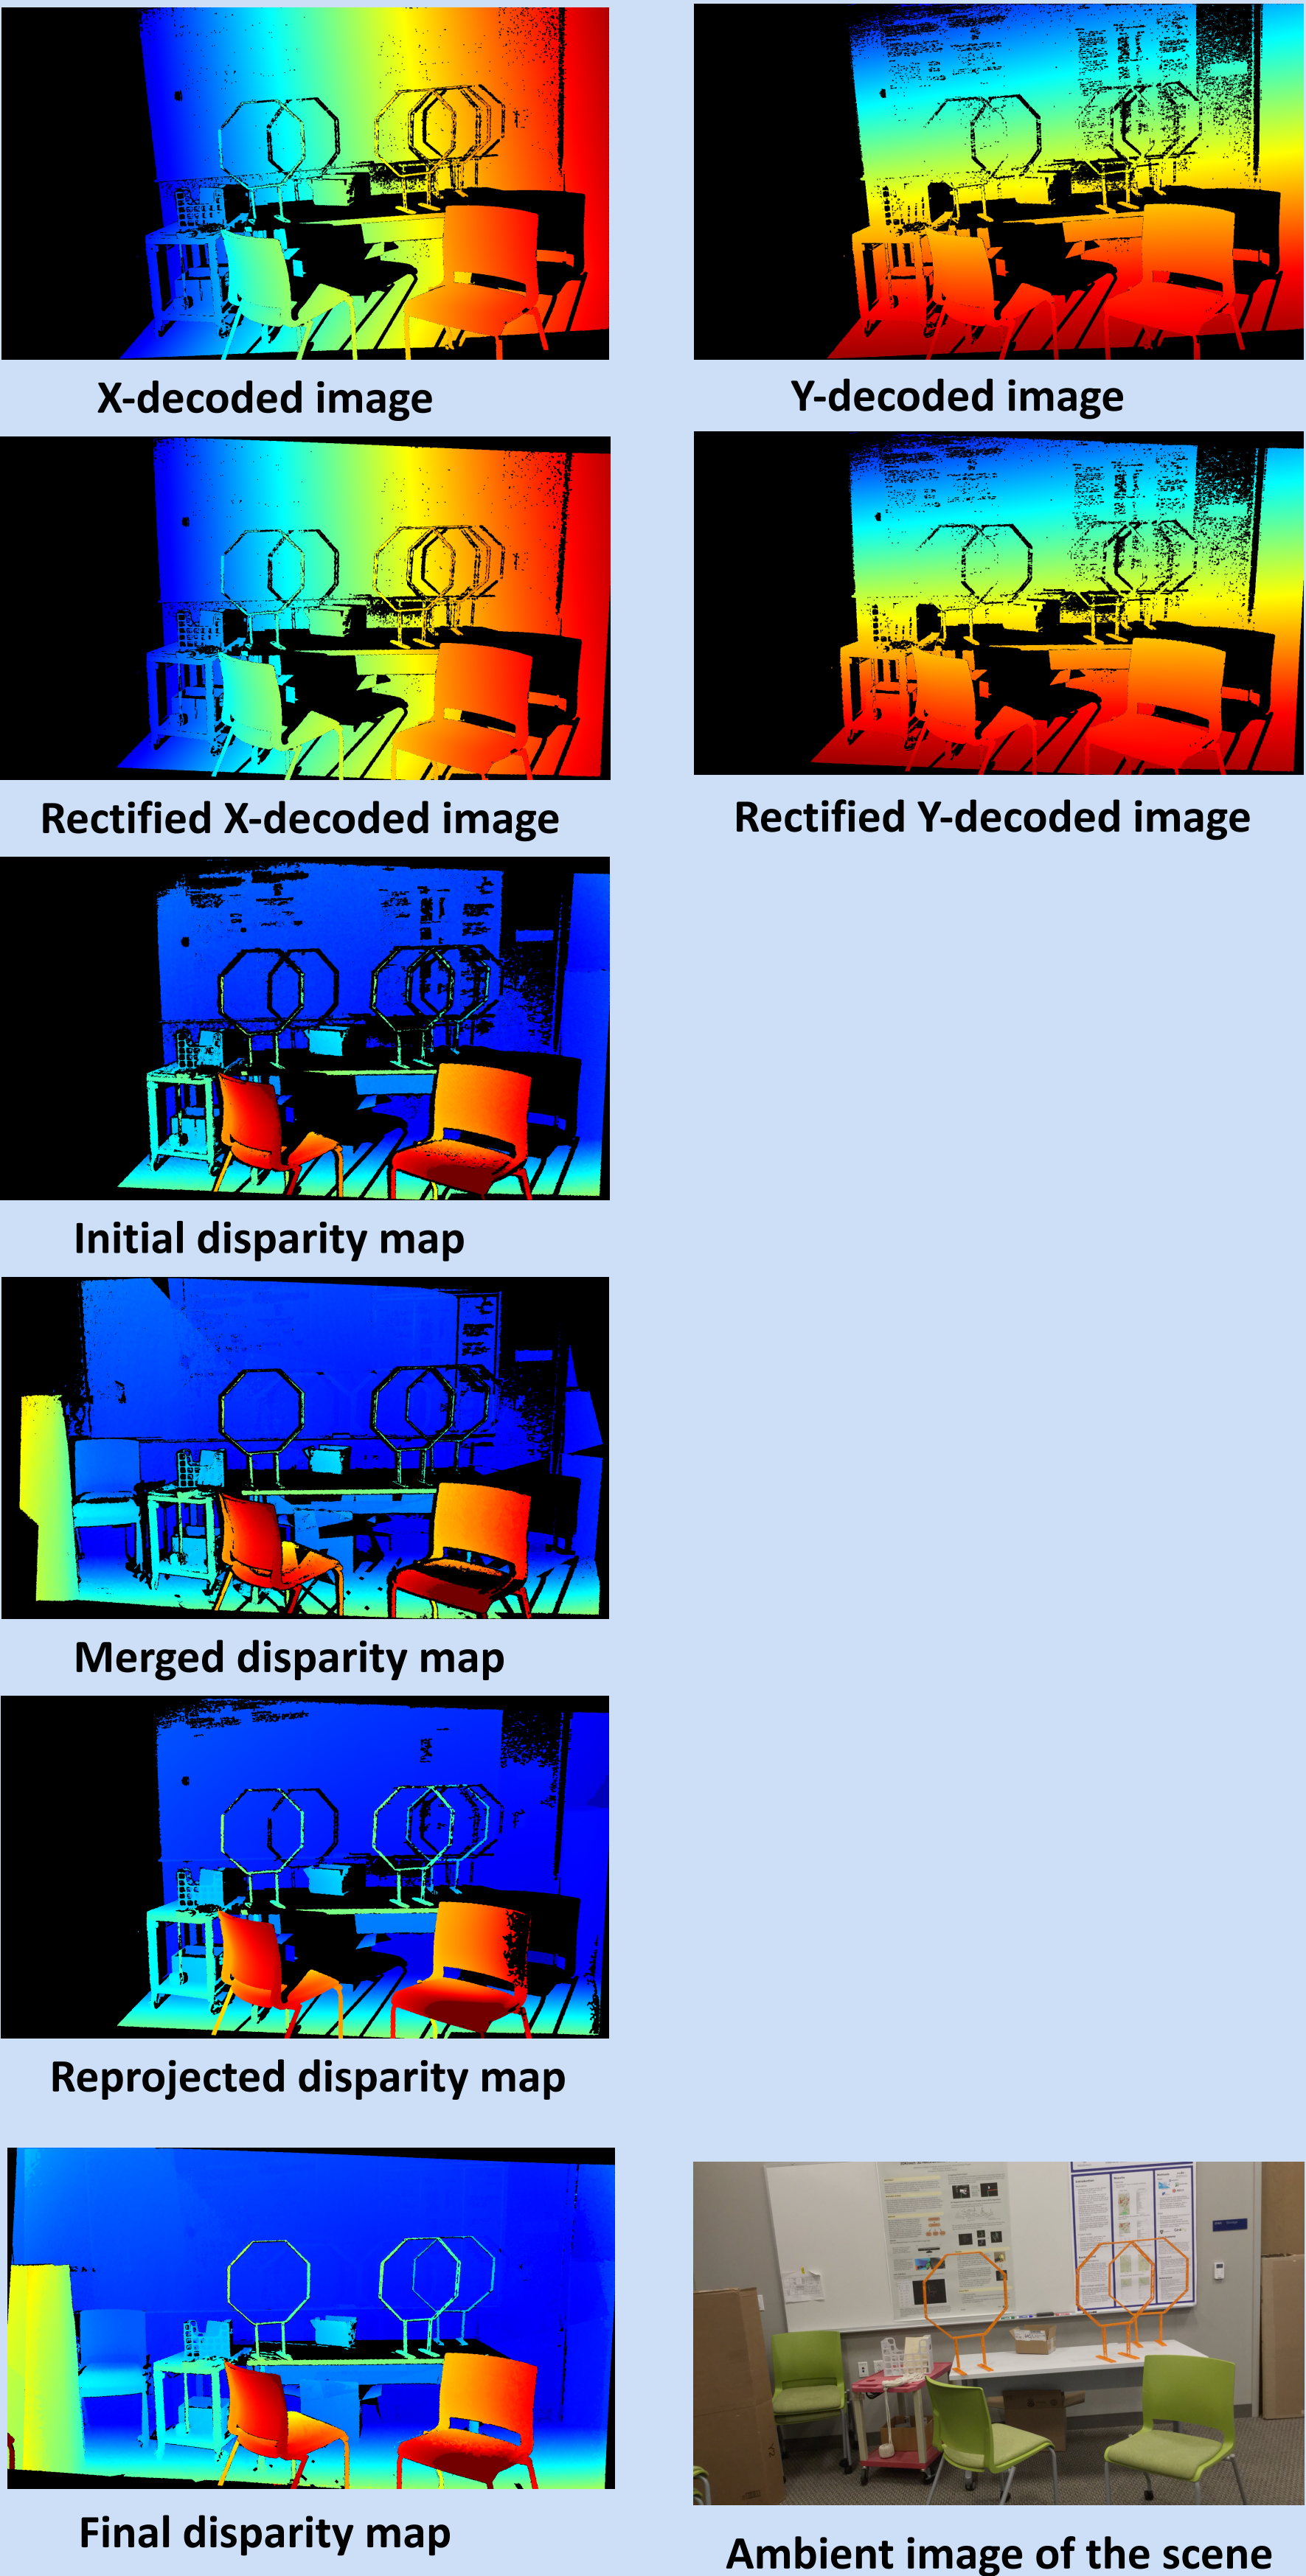 X-decoded image
Y-decoded image
Rectified X-decoded image
Rectified Y-decoded image
Initial disparity map
Merged disparity map
Reprojected disparity map
Final disparity map
Ambient image of the scene